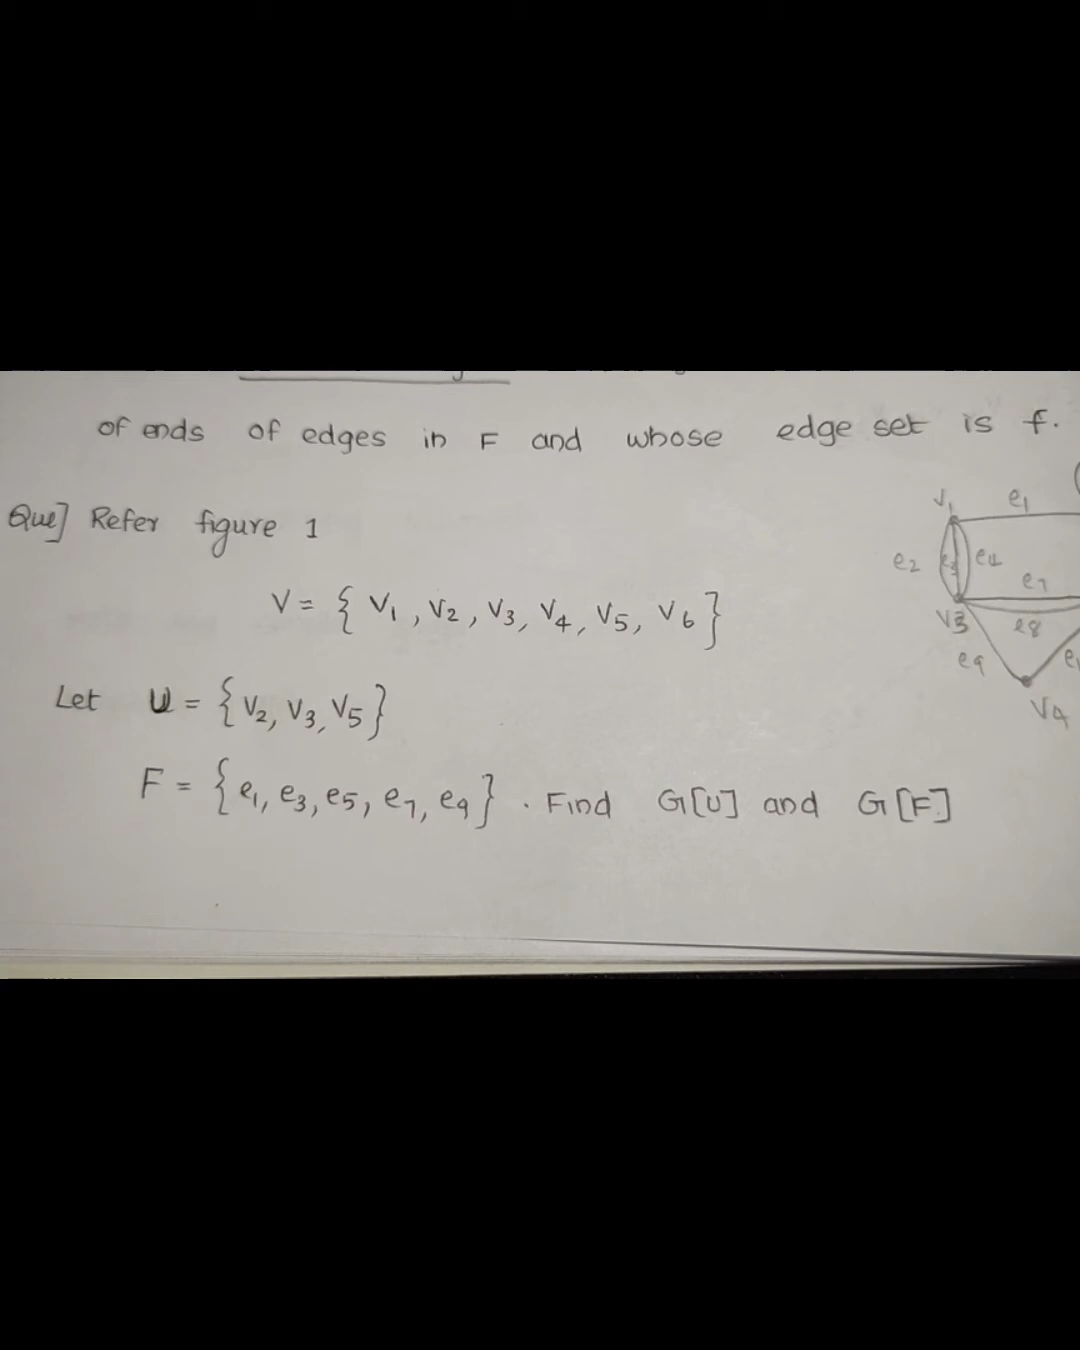 of ends of edges in F and whose edge set is f.
Que] Refer figure 1
V = { V1, V2, V3, V4, V5, V6 }
Let U = { V2, V3, V5 }
F = { e1, e3, e5, e7, e9 } . Find G[U] and G[F]
V1 e1
e2 e3 e4
e7
V3 e8
e9
V4